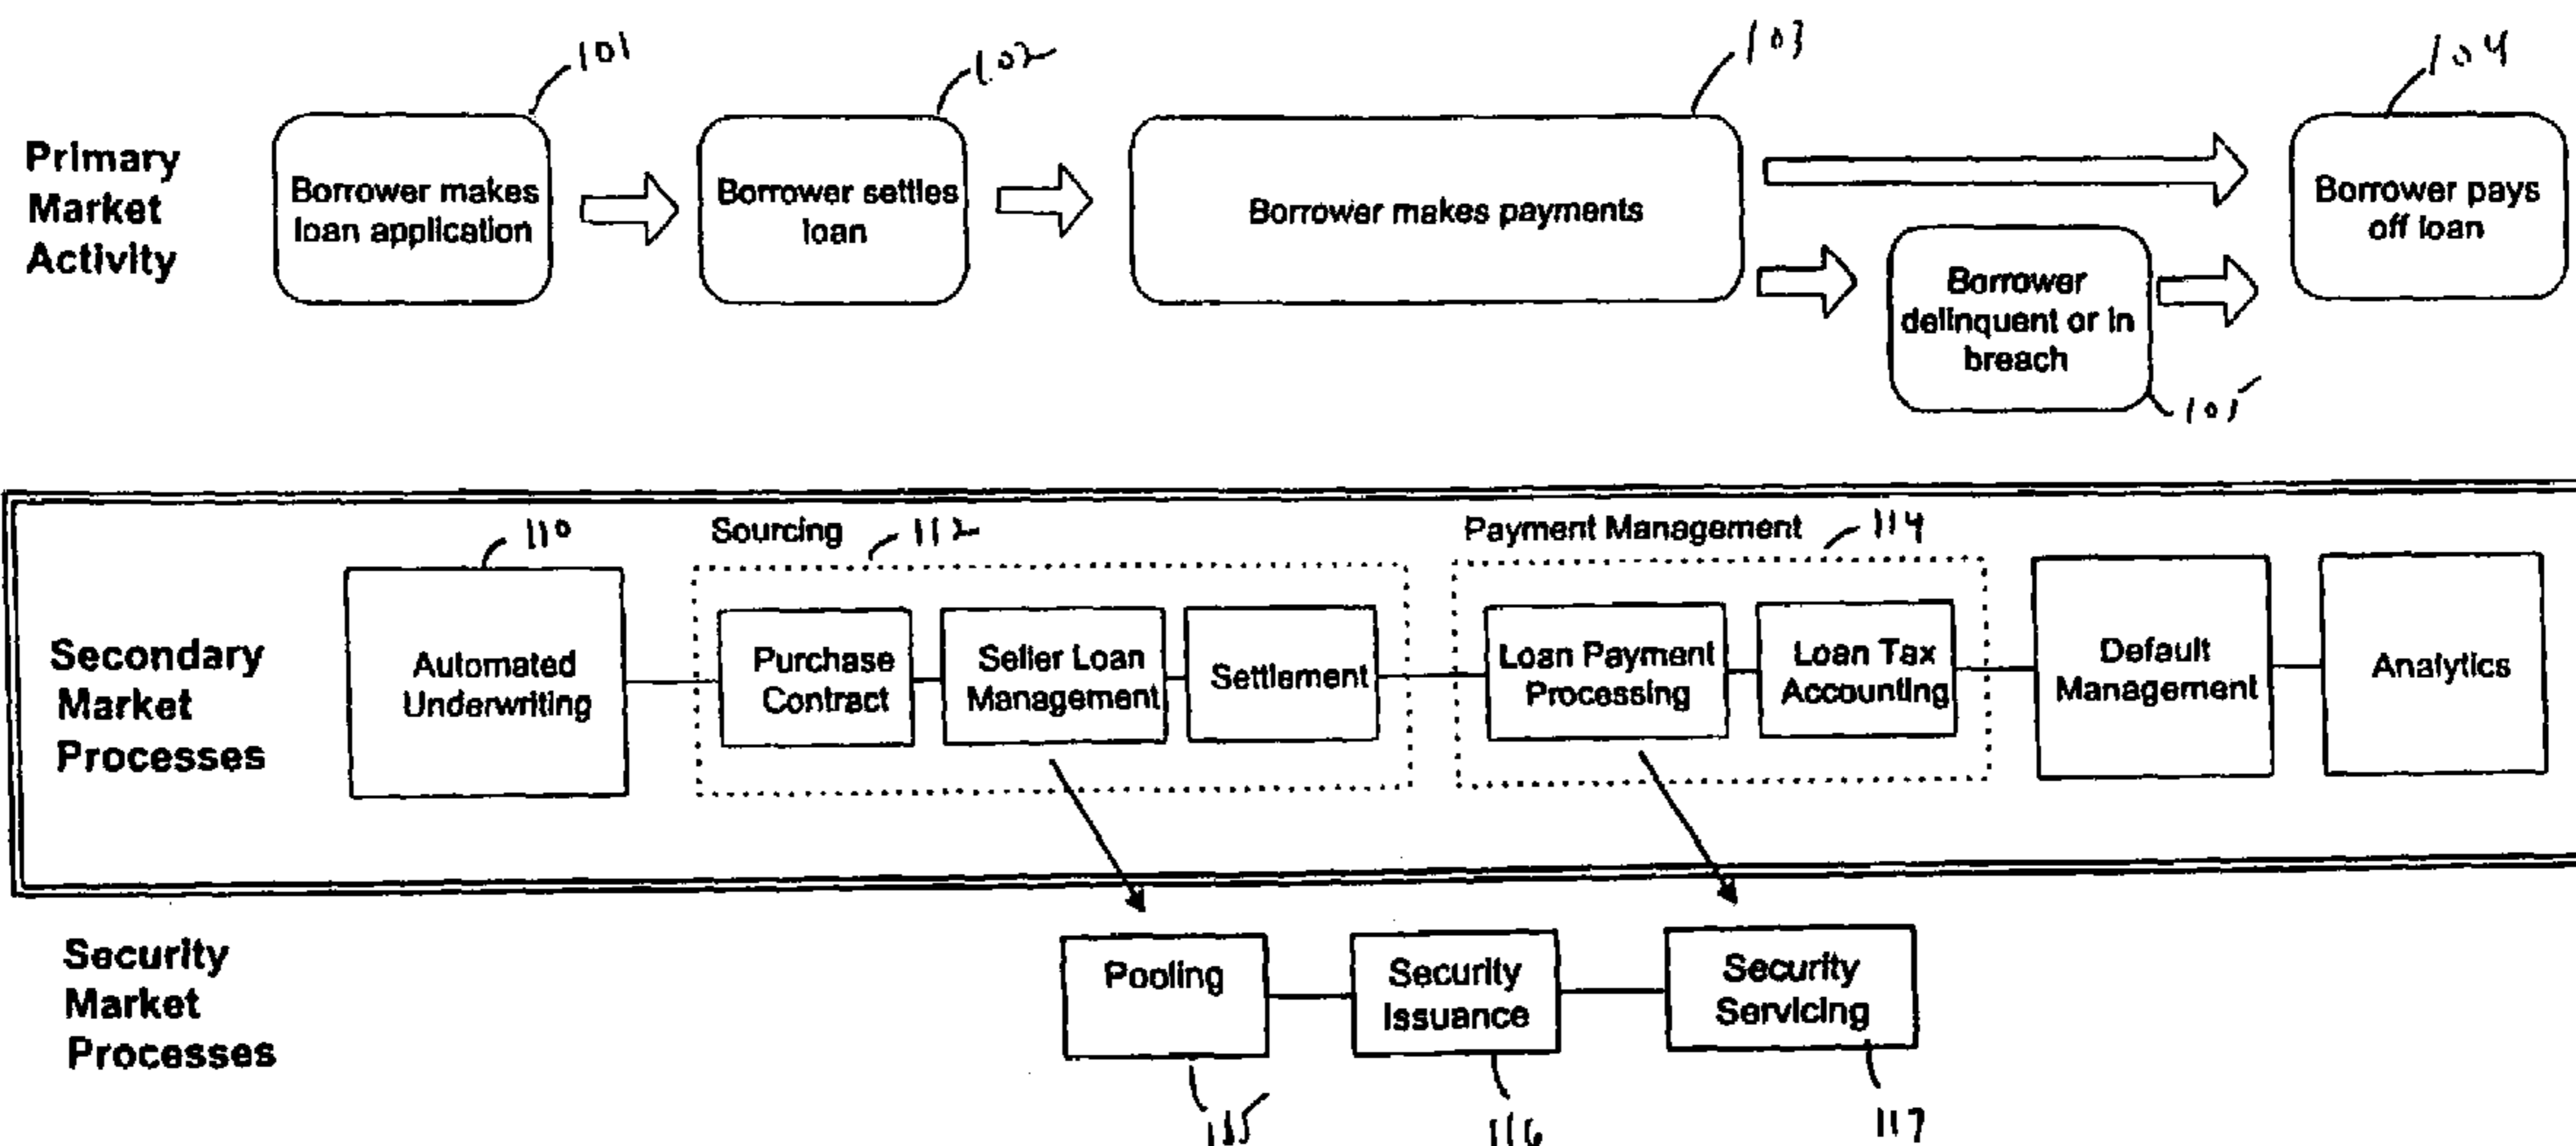 101
102
103
104
Primary
Market
Activity
Borrower makes
loan application
Borrower settles
loan
Borrower makes payments
Borrower pays
off loan
Borrower
delinquent or in
breach
105
110
Sourcing
112
Payment Management
114
Secondary
Market
Processes
Automated
Underwriting
Purchase
Contract
Seller Loan
Management
Settlement
Loan Payment
Processing
Loan Tax
Accounting
Default
Management
Analytics
Security
Market
Processes
Pooling
Security
Issuance
Security
Servicing
115
116
117